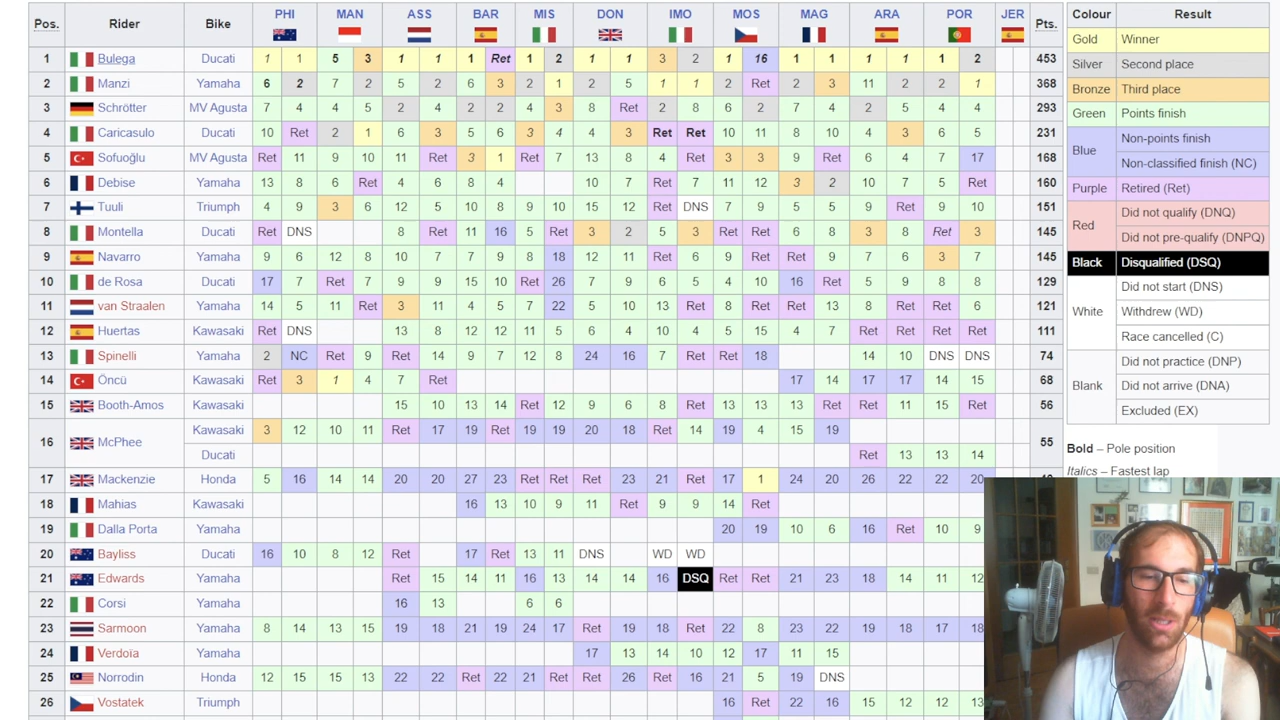 Pos. Rider Bike PHI MAN ASS BAR MIS DON IMO MOS MAG ARA POR JER Pts.
1 Bulega Ducati 1 1 5 3 1 1 1 Ret 1 2 1 1 3 2 1 16 1 1 1 1 1 2 453
2 Manzi Yamaha 6 2 7 2 5 2 6 3 2 1 2 5 1 1 2 Ret 2 3 11 2 2 1 368
3 Schrötter MV Agusta 7 4 4 5 2 4 2 2 4 3 8 Ret 2 8 6 2 7 4 2 5 4 4 293
4 Caricasulo Ducati 10 Ret 2 1 6 3 5 6 3 4 4 3 Ret Ret 10 11 8 10 4 3 6 5 231
5 Sofuoğlu MV Agusta Ret 11 9 10 11 Ret 3 1 Ret 7 13 8 4 Ret 3 3 9 Ret 6 4 7 17 168
6 Debise Yamaha 13 8 6 Ret 4 6 8 4 10 7 Ret 7 11 12 3 2 10 7 5 Ret 160
7 Tuuli Triumph 4 9 3 6 12 5 10 8 9 10 15 12 Ret DNS 7 9 5 5 9 Ret 9 10 151
8 Montella Ducati Ret DNS 8 Ret 11 16 5 Ret 3 2 5 3 Ret Ret 6 8 3 8 Ret 3 145
9 Navarro Yamaha 9 6 12 8 10 7 7 9 8 18 12 11 Ret 6 9 Ret Ret 9 7 6 3 7 145
10 de Rosa Ducati 17 7 Ret 7 9 9 15 10 Ret 26 7 9 6 5 4 10 16 Ret 5 9 8 8 129
11 van Straalen Yamaha 14 5 11 Ret 3 11 4 5 7 22 5 10 13 Ret 8 Ret Ret 13 8 Ret Ret 6 121
12 Huertas Kawasaki Ret DNS 13 8 12 12 11 5 6 4 10 4 5 15 4 7 Ret Ret Ret Ret 111
13 Spinelli Yamaha 2 NC Ret 9 Ret 14 9 7 12 8 24 16 7 Ret Ret 18 14 10 DNS DNS 74
14 Öncü Kawasaki Ret 3 1 4 7 Ret 17 14 17 17 14 15 68
15 Booth-Amos Kawasaki 15 10 13 14 Ret 12 9 6 8 Ret 13 13 13 Ret Ret 11 15 Ret 56
16 McPhee Kawasaki 3 12 10 11 Ret 17 19 Ret 19 19 20 18 Ret 14 19 4 15 19 55
Ducati Ret 13 13 14
17 Mackenzie Honda 5 16 14 14 20 20 27 23 Ret Ret Ret 23 21 Ret 17 1 24 20 26 22 22 20
18 Mahias Kawasaki 16 13 10 9 11 Ret 9 9 14 Ret
19 Dalla Porta Yamaha 20 19 10 6 16 Ret 10 9
20 Bayliss Ducati 16 10 8 12 Ret 17 Ret 13 11 DNS WD WD
21 Edwards Yamaha Ret 15 14 11 16 13 14 14 16 DSQ Ret Ret 21 23 18 14 11 12
22 Corsi Yamaha 16 13 6 6
23 Sarmoon Yamaha 8 14 13 15 19 18 21 19 24 17 Ret 19 18 Ret 22 8 23 22 19 18 17 18
24 Verdoïa Yamaha 17 13 14 10 12 17 11 15
25 Norrodin Honda 12 15 15 13 22 22 Ret 22 21 Ret Ret 26 Ret 16 21 5 19 DNS
26 Vostatek Triumph 16 Ret 22 16 15 12 12 13
Colour Result
Gold Winner
Silver Second place
Bronze Third place
Green Points finish
Blue Non-points finish
Non-classified finish (NC)
Purple Retired (Ret)
Red Did not qualify (DNQ)
Did not pre-qualify (DNPQ)
Black Disqualified (DSQ)
White Did not start (DNS)
Withdrew (WD)
Race cancelled (C)
Blank Did not practice (DNP)
Did not arrive (DNA)
Excluded (EX)
Bold – Pole position
Italics – Fastest lap